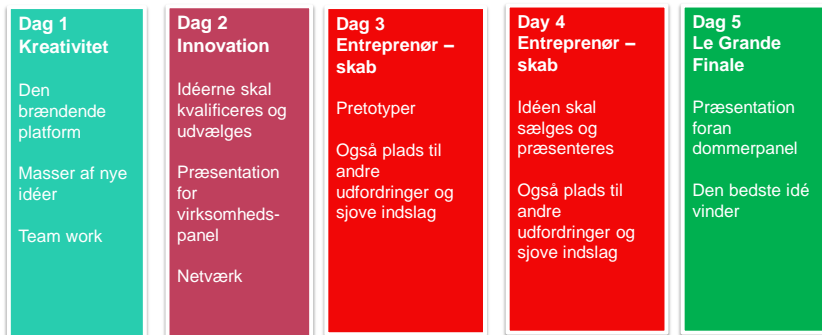 Dag 1
Kreativitet
Den
brændende
platform
Masser af nye
idéer
Team work
Dag 2
Innovation
Idéerne skal
kvalificeres og
udvælges
Præsentation
for
virksomheds-
panel
Netværk
Dag 3
Entreprenør –
skab
Pretotyper
Også plads til
andre
udfordringer og
sjove indslag
Day 4
Entreprenør –
skab
Idéen skal
sælges og
præsenteres
Også plads til
andre
udfordringer og
sjove indslag
Dag 5
Le Grande
Finale
Præsentation
foran
dommerpanel
Den bedste idé
vinder